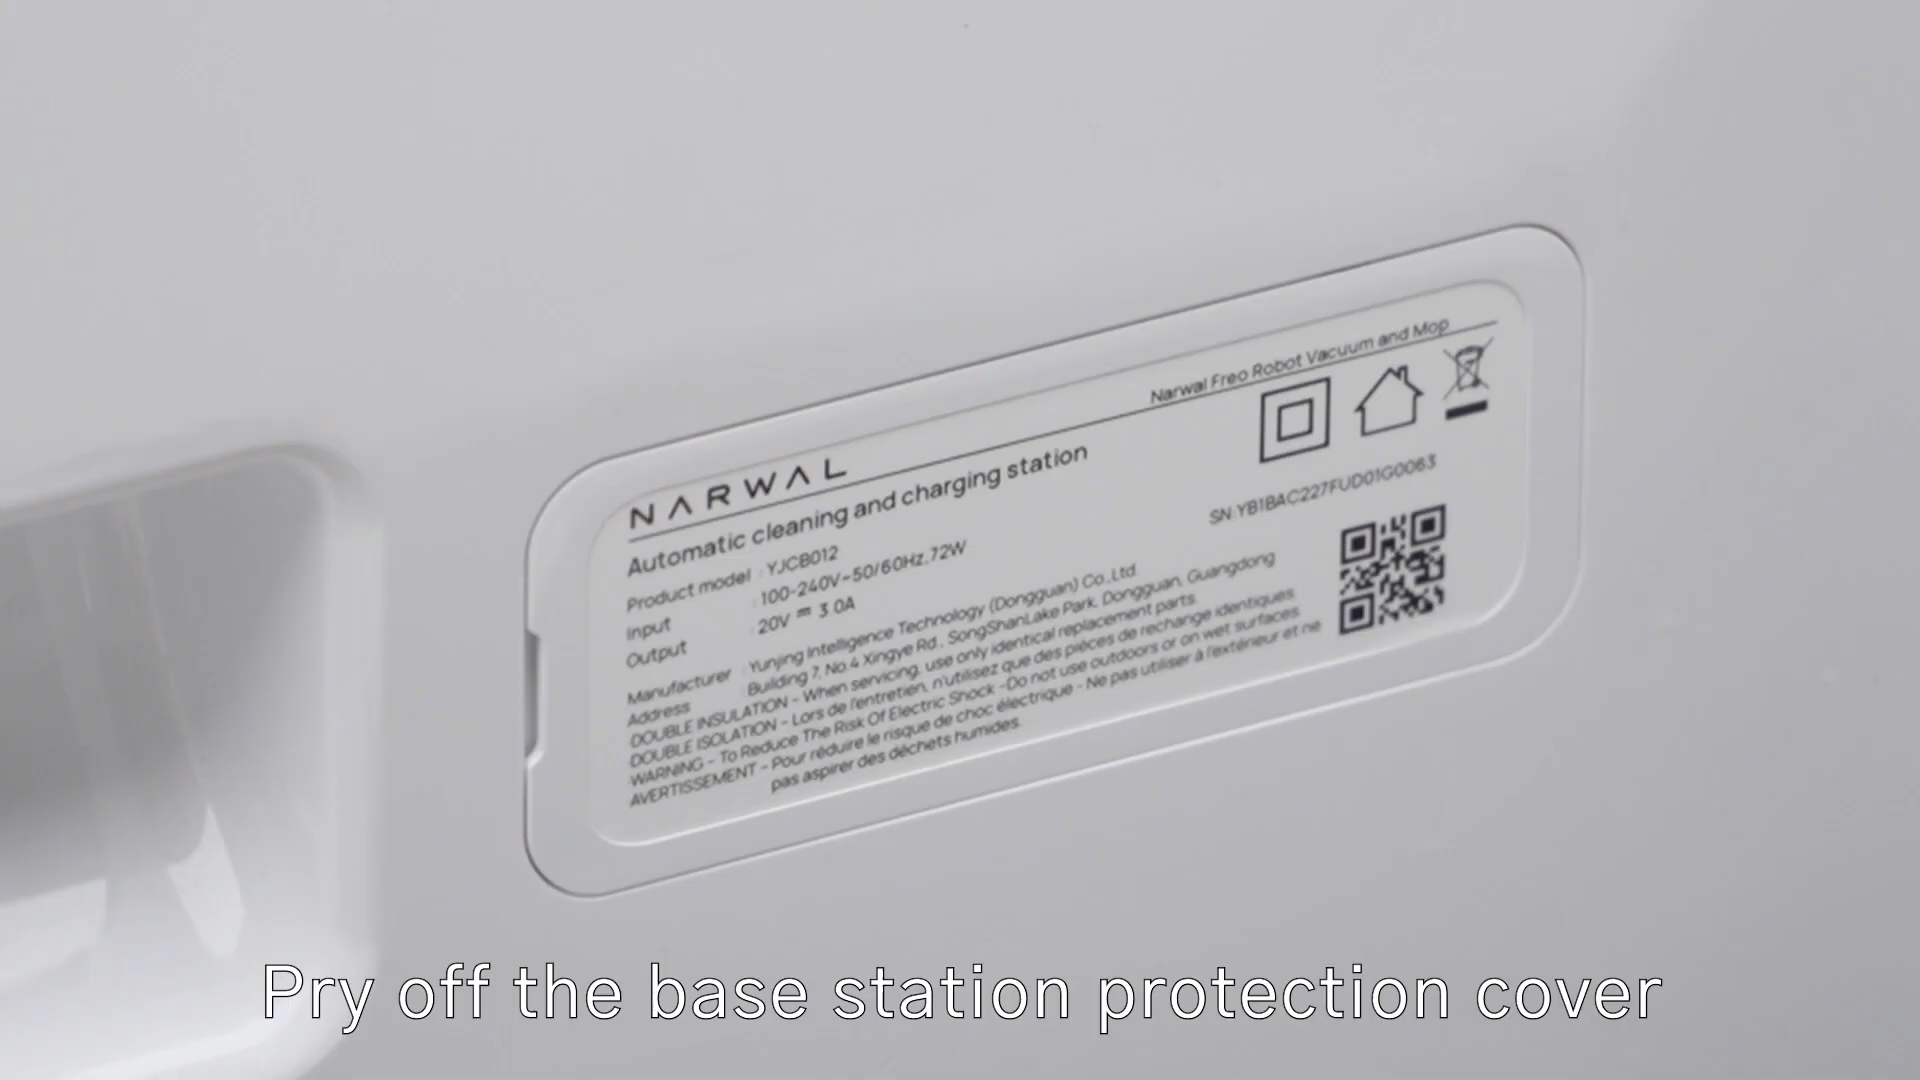 Narwal Freo Robot Vacuum and Mop
NARWAL
Automatic cleaning and charging station
Product model : YJCB012
Input : 100-240V~50/60Hz,72W
Output : 20V ⎓ 3.0A
SN:YB1BAC227FUD01G0063
Manufacturer : Yunjing Intelligence Technology (Dongguan) Co.,Ltd.
Address Building 7, No.4 Xingye Rd., SongShanLake Park, Dongguan, Guangdong
DOUBLE INSULATION - When servicing, use only identical replacement parts.
DOUBLE ISOLATION - Lors de l'entretien, n'utilisez que des pièces de rechange identiques.
WARNING - To Reduce The Risk Of Electric Shock -Do not use outdoors or on wet surfaces.
AVERTISSEMENT - Pour réduire le risque de choc électrique - Ne pas utiliser à l'extérieur et ne
pas aspirer des déchets humides.
Pry off the base station protection cover